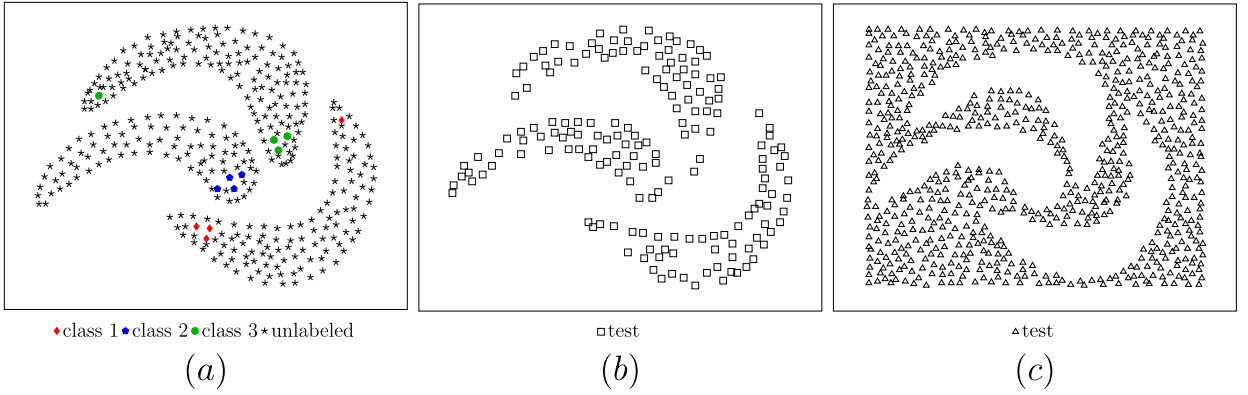 class 1 class 2 class 3 unlabeled
test
test
(a)
(b)
(c)